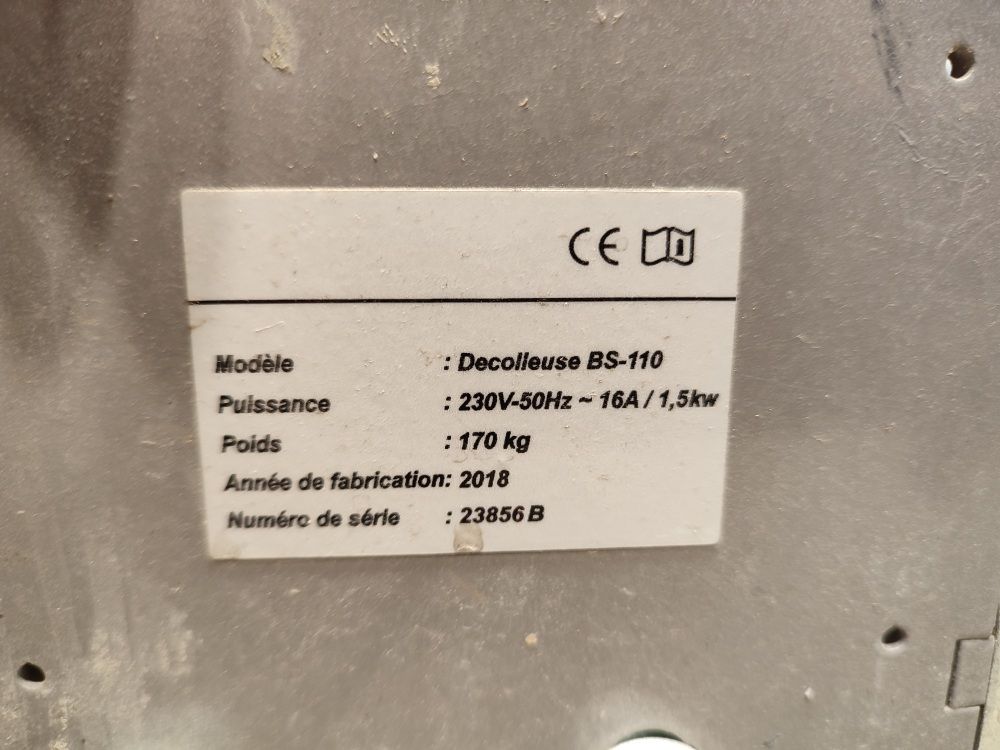 CE
Modèle : Decolleuse BS-110
Puissance : 230V-50Hz ~ 16A / 1,5kw
Poids : 170 kg
Année de fabrication: 2018
Numéro de série : 23856 B